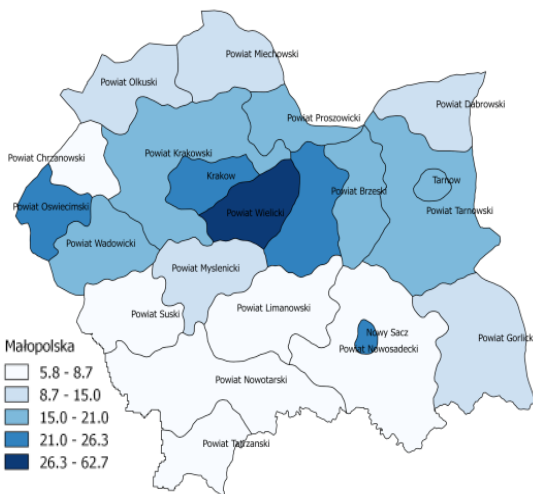 Powiat Miechowski
Powiat Olkuski
Powiat Dabrowski
Powiat Proszowicki
Powiat Krakowski
Powiat Chrzanowski
Krakow
Tarnow
Powiat Brzeski
Powiat Oswiecimski
Powiat Wielicki
Powiat Tarnowski
Powiat Wadowicki
Powiat Myslenicki
Powiat Limanowski
Powiat Suski
Nowy Sacz
Powiat Gorlick
Powiat Nowosadecki
Powiat Nowotarski
Powiat Tatrzanski
Małopolska
5.8 - 8.7
8.7 - 15.0
15.0 - 21.0
21.0 - 26.3
26.3 - 62.7